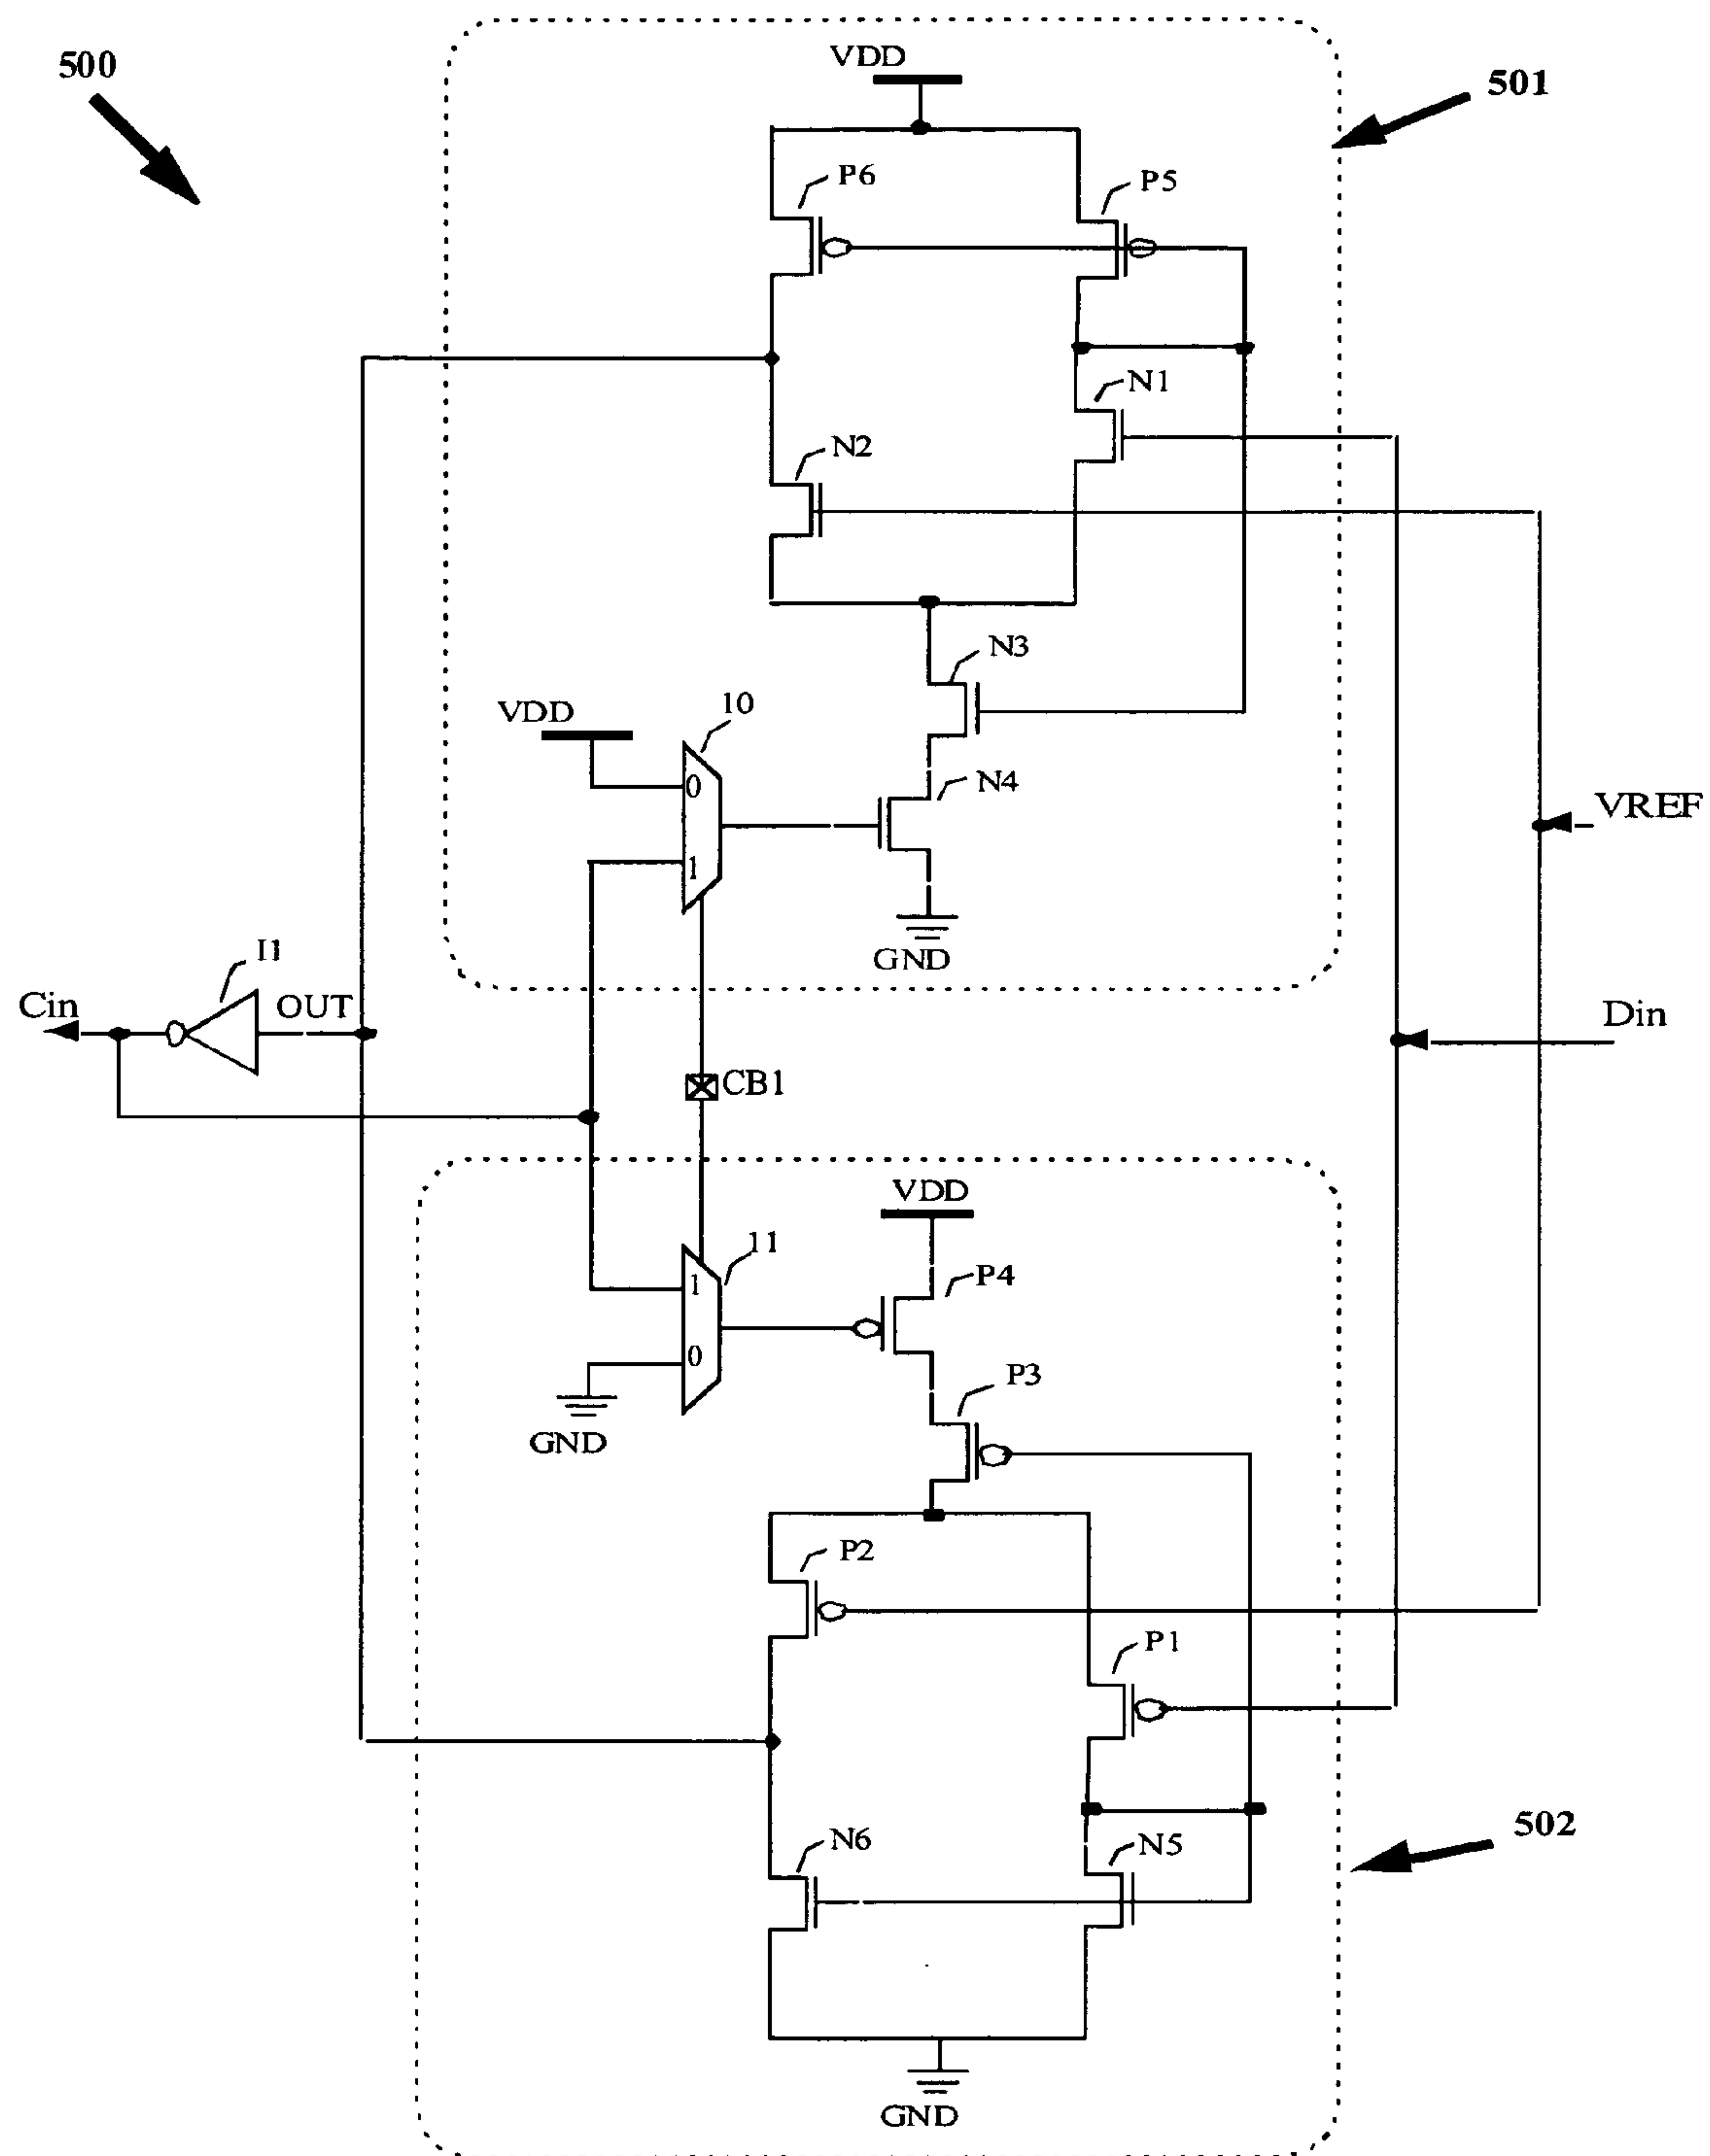 500
VDD
501
P6
P5
N1
N2
N3
VDD
10
0
N4
1
VREF
GND
I1
Cin
OUT
Din
CB1
VDD
11
1
P4
0
P3
GND
P2
P1
N6
N5
502
GND